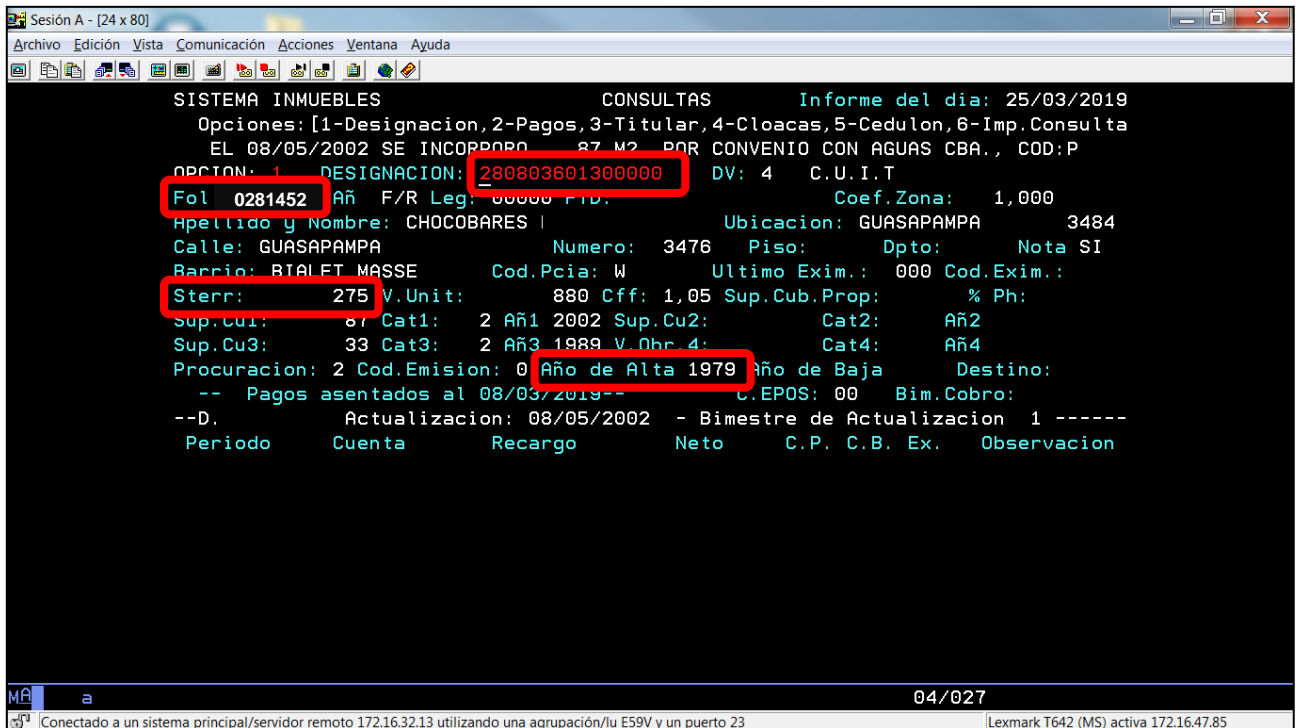 Sesión A - [24 x 80]
Archivo Edición Vista Comunicación Acciones Ventana Ayuda
SISTEMA INMUEBLES CONSULTAS Informe del dia: 25/03/2019
Opciones:[1-Designacion,2-Pagos,3-Titular,4-Cloacas,5-Cedulon,6-Imp.Consulta
EL 08/05/2002 SE INCORPORO 87 M2 POR CONVENIO CON AGUAS CBA., COD:P
OPCION: 1 DESIGNACION: 280803601300000 DV: 4 C.U.I.T
Fol 0281452 Añ F/R Leg: 00000 PTD: Coef.Zona: 1,000
Apellido y Nombre: CHOCOBARES Ubicacion: GUASAPAMPA 3484
Calle: GUASAPAMPA Numero: 3476 Piso: Dpto: Nota SI
Barrio: BIALET MASSE Cod.Pcia: W Ultimo Exim.: 000 Cod.Exim.:
Sterr: 275 V.Unit: 880 Cff: 1,05 Sup.Cub.Prop: % Ph:
Sup.Cu1: 87 Cat1: 2 Añ1 2002 Sup.Cu2: Cat2: Añ2
Sup.Cu3: 33 Cat3: 2 Añ3 1989 V.Obr.4: Cat4: Añ4
Procuracion: 2 Cod.Emision: 0 Año de Alta 1979 Año de Baja Destino:
-- Pagos asentados al 08/03/2019-- C.EPOS: 00 Bim.Cobro:
--D. Actualizacion: 08/05/2002 - Bimestre de Actualizacion 1 ------
Periodo Cuenta Recargo Neto C.P. C.B. Ex. Observacion
MA a 04/027
Conectado a un sistema principal/servidor remoto 172.16.32.13 utilizando una agrupación/lu E59V y un puerto 23 Lexmark T642 (MS) activa 172.16.47.85